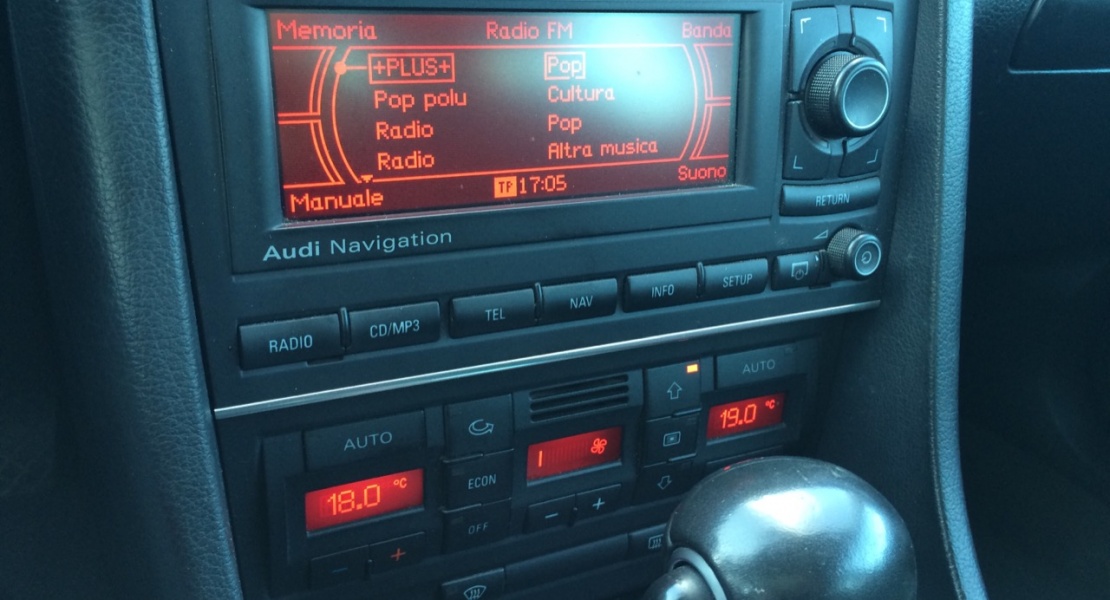 Memoria Radio FM Banda
+PLUS+ Pop
Pop polu Cultura
Radio Pop
Radio Altra musica
Manuale TP 17:05 Suono
RETURN
Audi Navigation
RADIO CD/MP3 TEL NAV INFO SETUP
AUTO AUTO
19.0 °C
ECON
18.0 °C
OFF
- +
- +